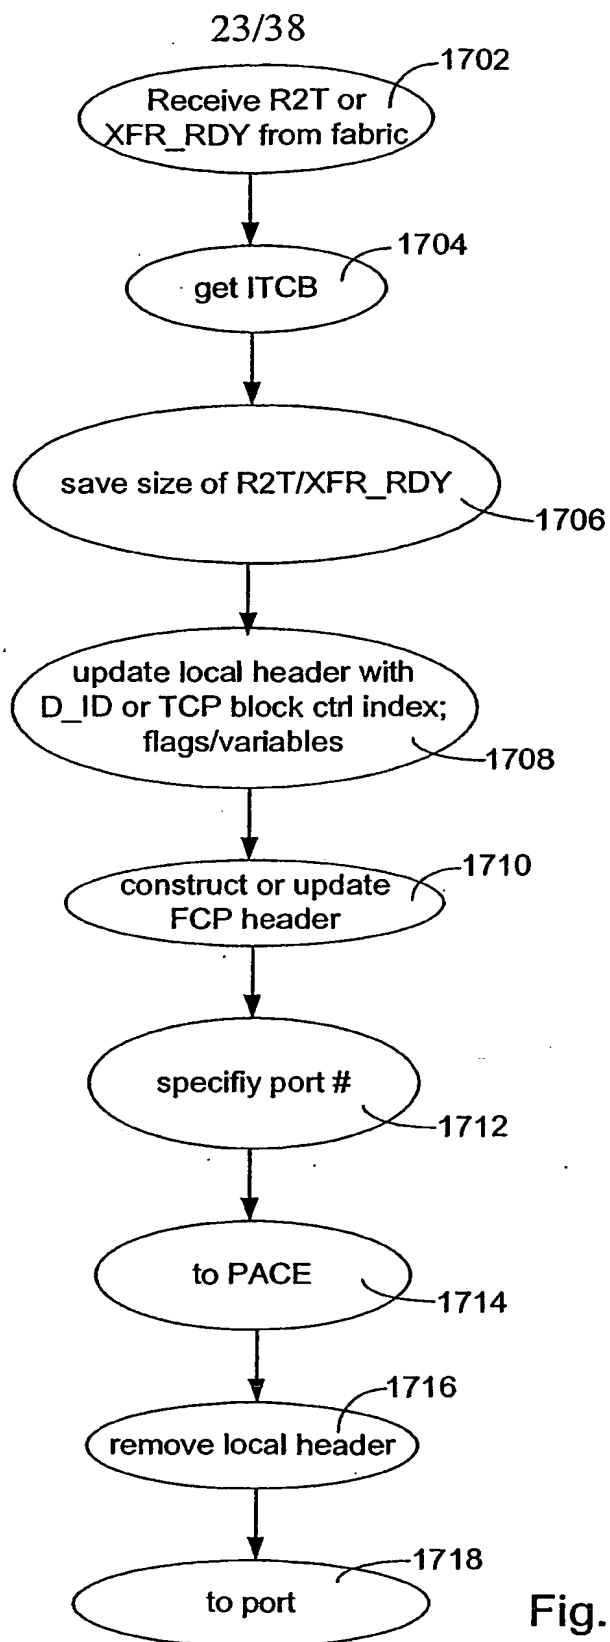 23/38
1702
Receive R2T or
XFR_RDY from fabric
1704
get ITCB
save size of R2T/XFR_RDY
1706
update local header with
D_ID or TCP block ctrl index;
flags/variables
1708
1710
construct or update
FCP header
specifiy port #
1712
to PACE
1714
1716
remove local header
1718
to port
Fig.